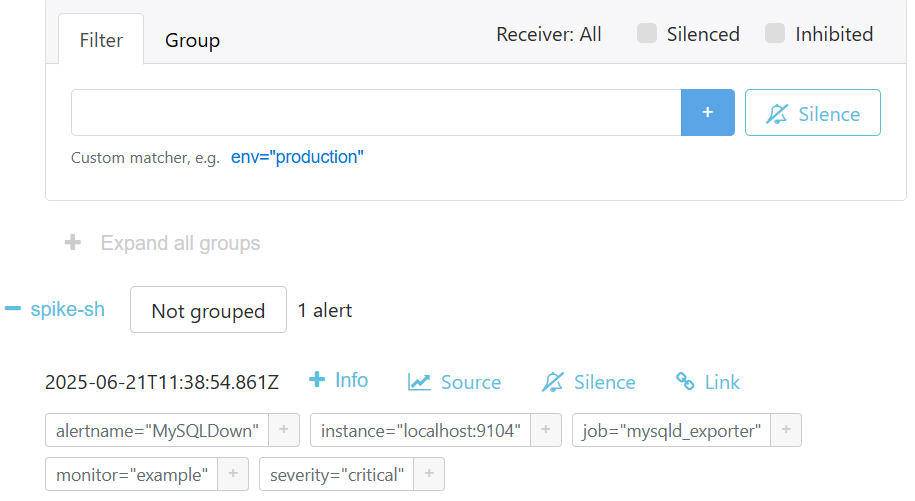 Filter Group Receiver: All Silenced Inhibited
+ Silence
Custom matcher, e.g. env="production"
+ Expand all groups
spike-sh Not grouped 1 alert
2025-06-21T11:38:54.861Z + Info Source Silence Link
alertname="MySQLDown" + instance="localhost:9104" + job="mysqld_exporter" +
monitor="example" + severity="critical" +